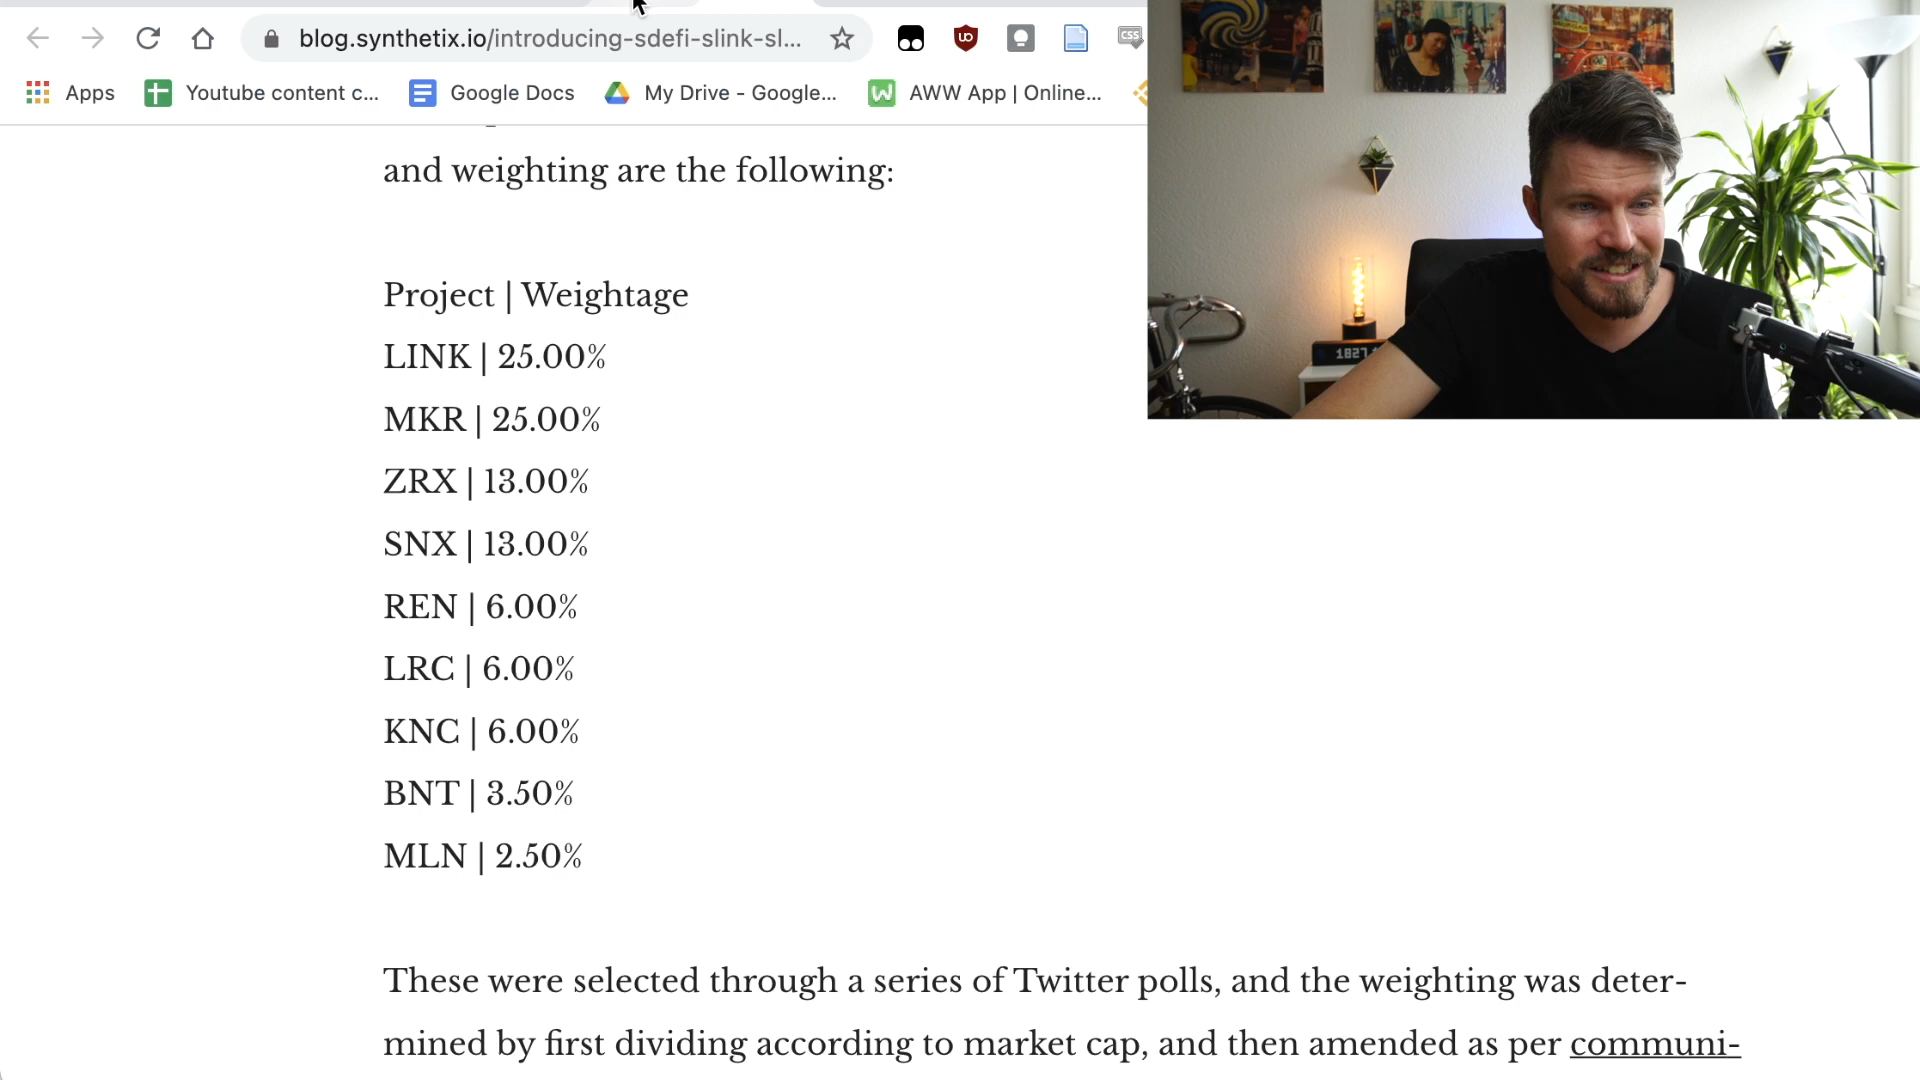 blog.synthetix.io/introducing-sdefi-slink-sl...
CSS
Apps
Youtube content c...
Google Docs
My Drive - Google...
AWW App | Online...
and weighting are the following:
Project | Weightage
LINK | 25.00%
MKR | 25.00%
ZRX | 13.00%
SNX | 13.00%
REN | 6.00%
LRC | 6.00%
KNC | 6.00%
BNT | 3.50%
MLN | 2.50%
These were selected through a series of Twitter polls, and the weighting was deter-
mined by first dividing according to market cap, and then amended as per communi-
1827